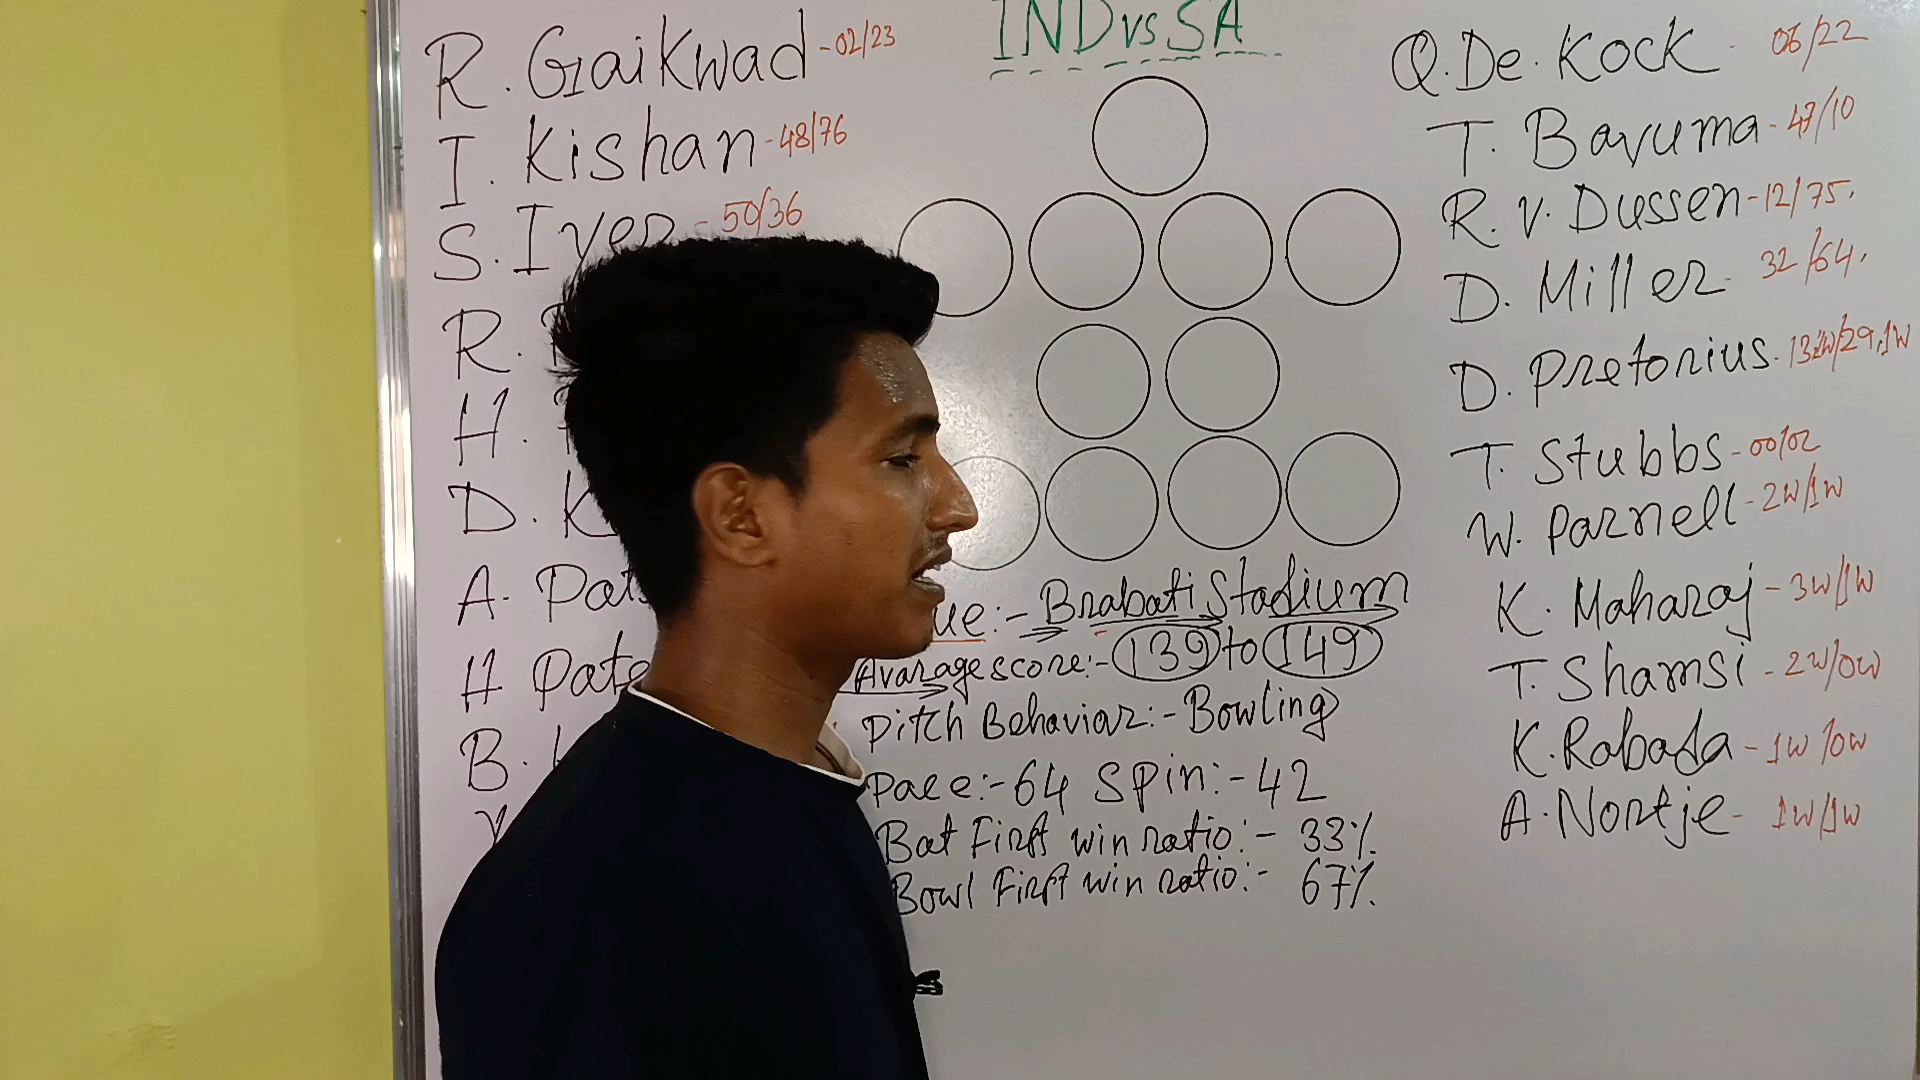 IND vs SA
R. Gaikwad - 02/23
I. Kishan - 48/76
S. Iyer - 50/36
R.
H.
D. K
A. Pat
H. Pate
B.
Q. De. Kock - 06/22
T. Bavuma - 47/10
R. V. Dussen - 12/75.
D. Miller - 32/64.
D. Pretorius - /29,1W
T. Stubbs - 00/02
W. Parnell - 2W/1W
K. Maharaj - 3W/1W
T. Shamsi - 2W/0W
K. Rabada - 1W/0W
A. Nortje - 1W/1W
ue:- Brabati Stadium
Avarage score:- 139 to 149
Pitch Behaviar:- Bowling
Pace:- 64 Spin:- 42
Bat First win ratio:- 33%.
Bowl First win ratio:- 67%.